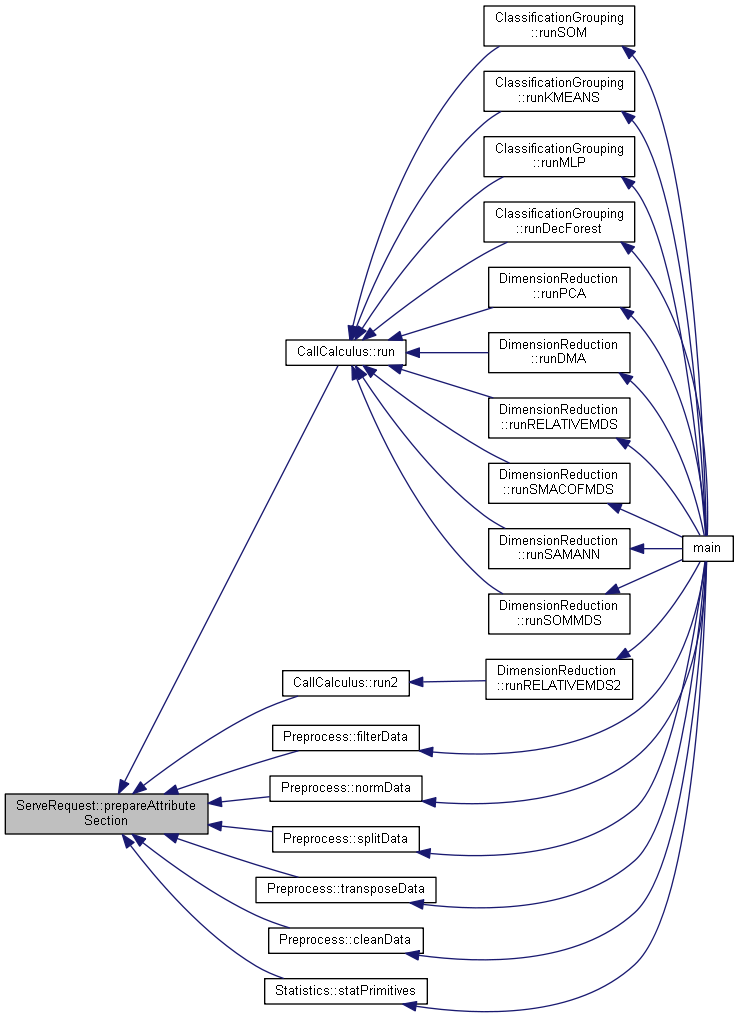 ClassificationGrouping
::runSOM
ClassificationGrouping
::runKMEANS
ClassificationGrouping
::runMLP
ClassificationGrouping
::runDecForest
DimensionReduction
::runPCA
CallCalculus::run
DimensionReduction
::runDMA
DimensionReduction
::runRELATIVEMDS
DimensionReduction
::runSMACOFMDS
DimensionReduction
::runSAMANN
main
DimensionReduction
::runSOMMDS
CallCalculus::run2
DimensionReduction
::runRELATIVEMDS2
Preprocess::filterData
Preprocess::normData
ServeRequest::prepareAttribute
Section
Preprocess::splitData
Preprocess::transposeData
Preprocess::cleanData
Statistics::statPrimitives